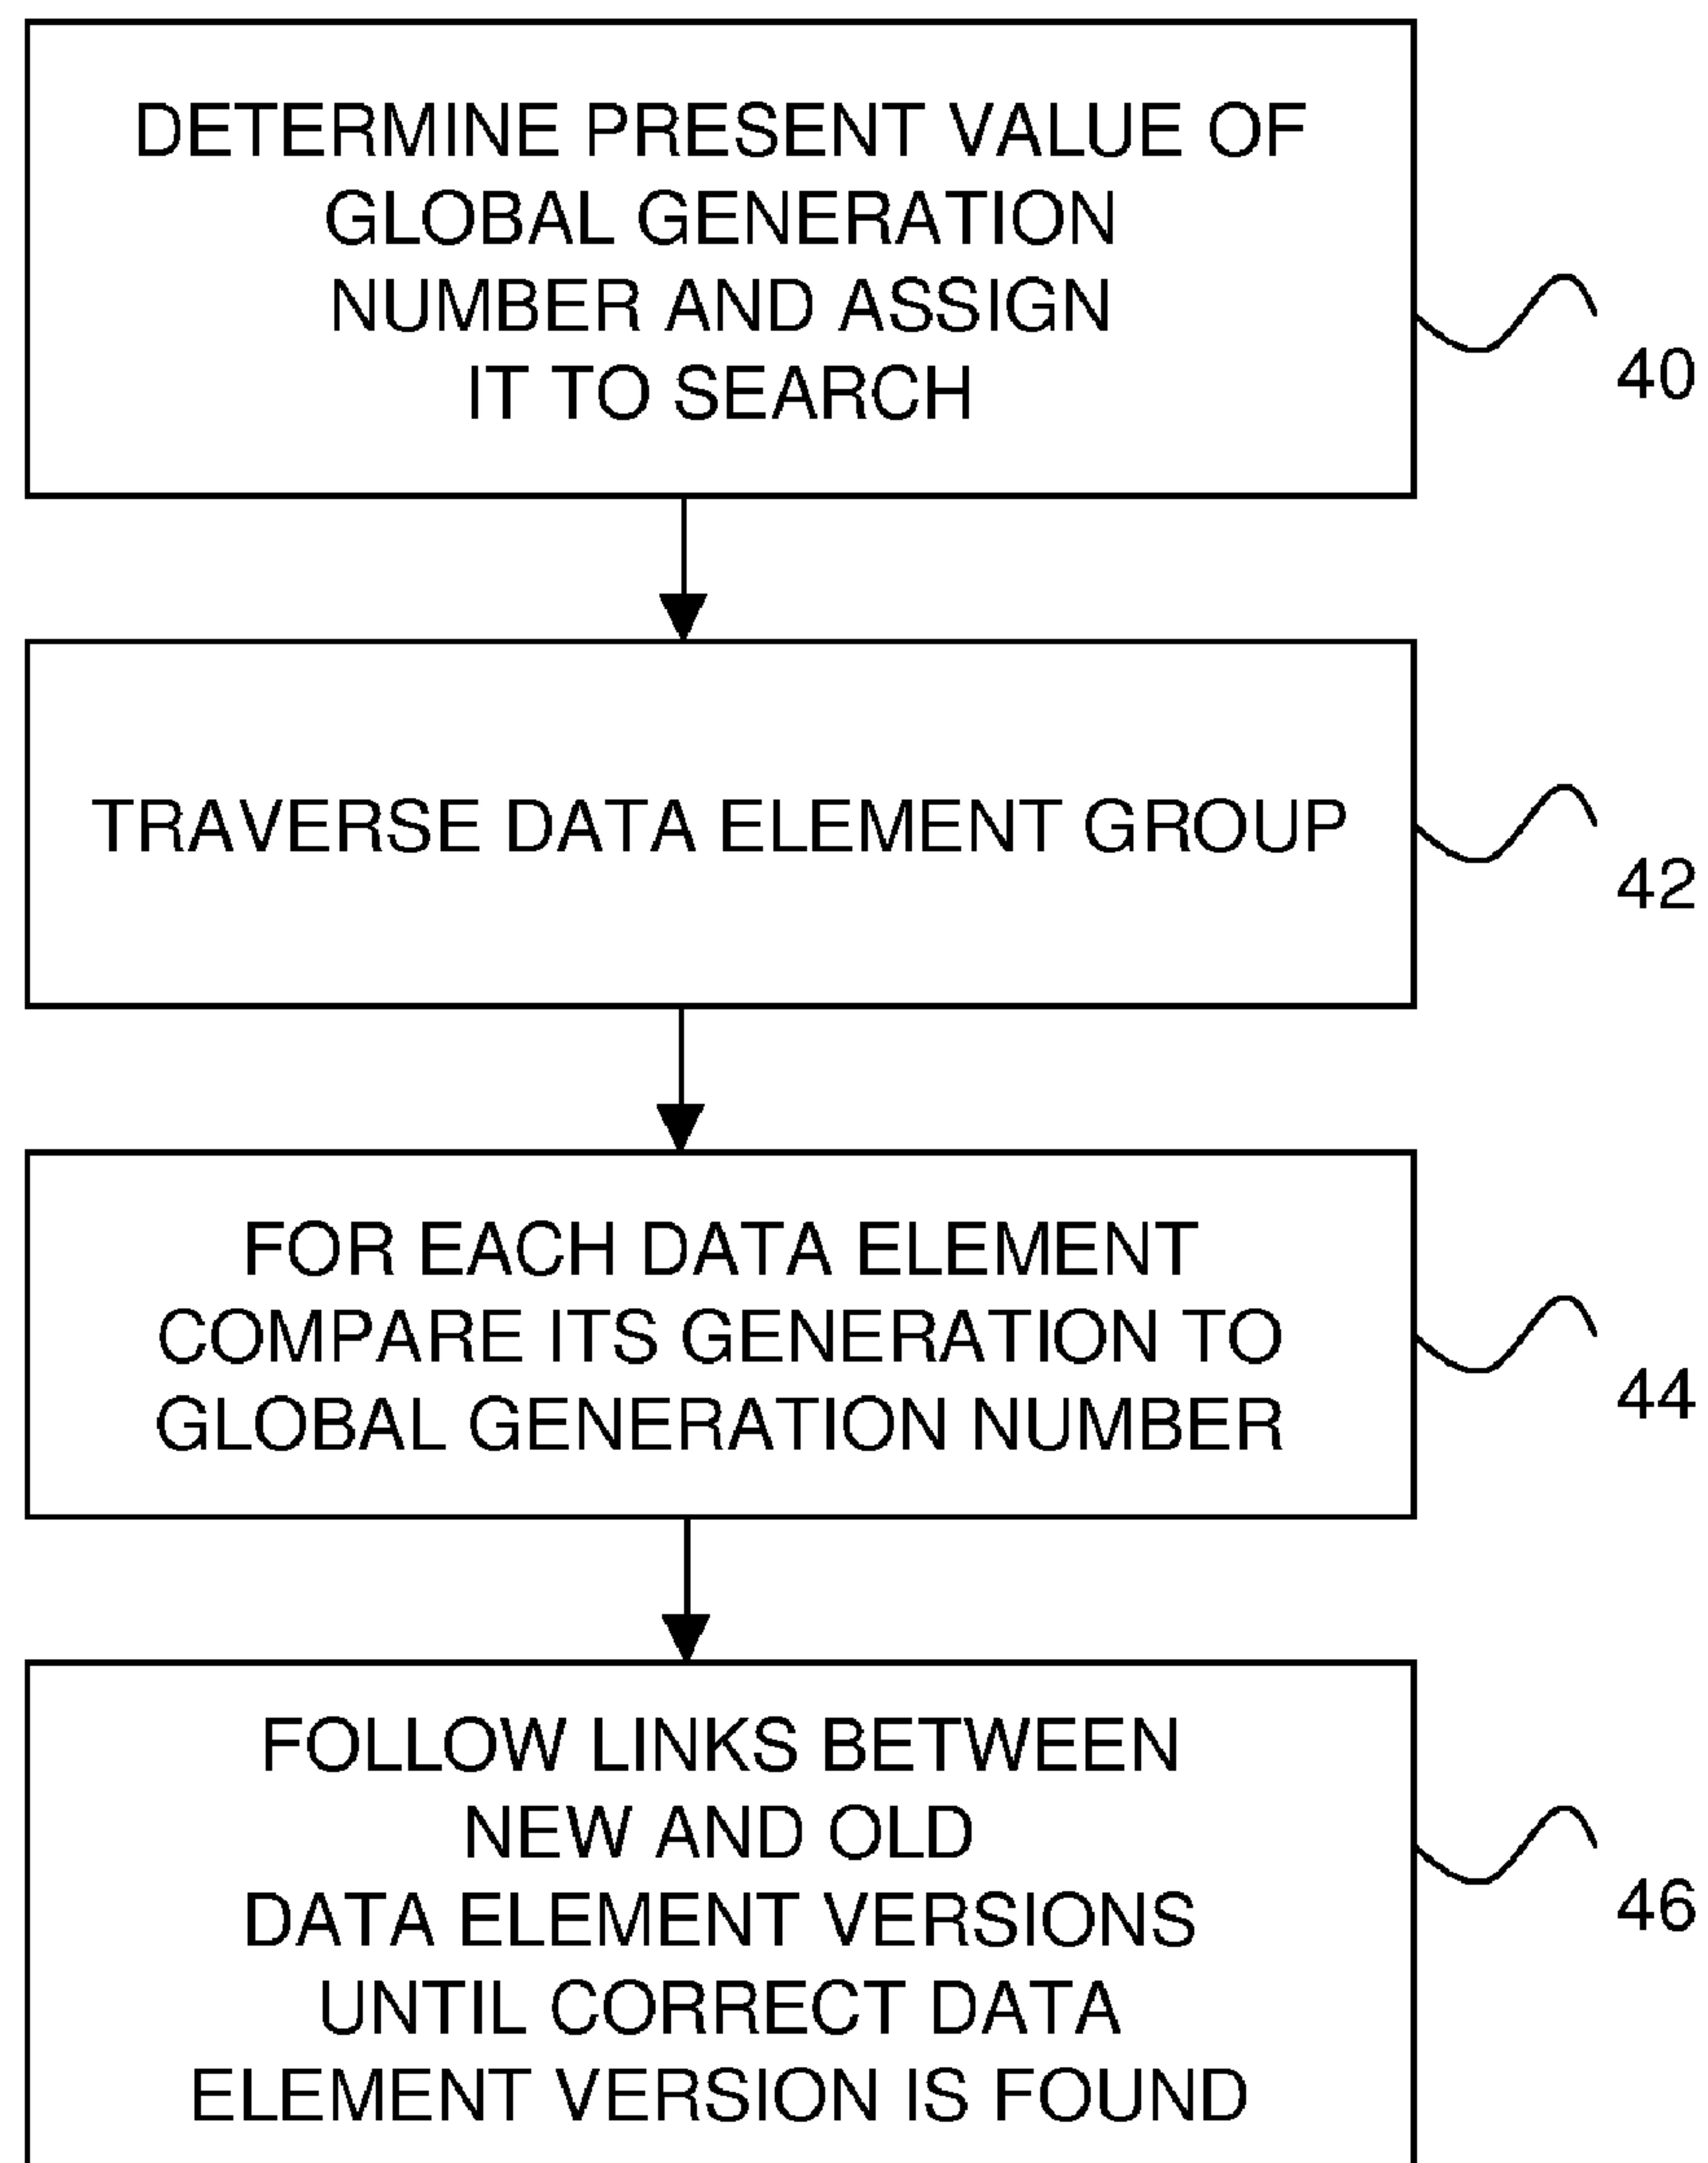 DETERMINE PRESENT VALUE OF
GLOBAL GENERATION
NUMBER AND ASSIGN
IT TO SEARCH
40
TRAVERSE DATA ELEMENT GROUP
42
FOR EACH DATA ELEMENT
COMPARE ITS GENERATION TO
GLOBAL GENERATION NUMBER
44
FOLLOW LINKS BETWEEN
NEW AND OLD
DATA ELEMENT VERSIONS
UNTIL CORRECT DATA
ELEMENT VERSION IS FOUND
46